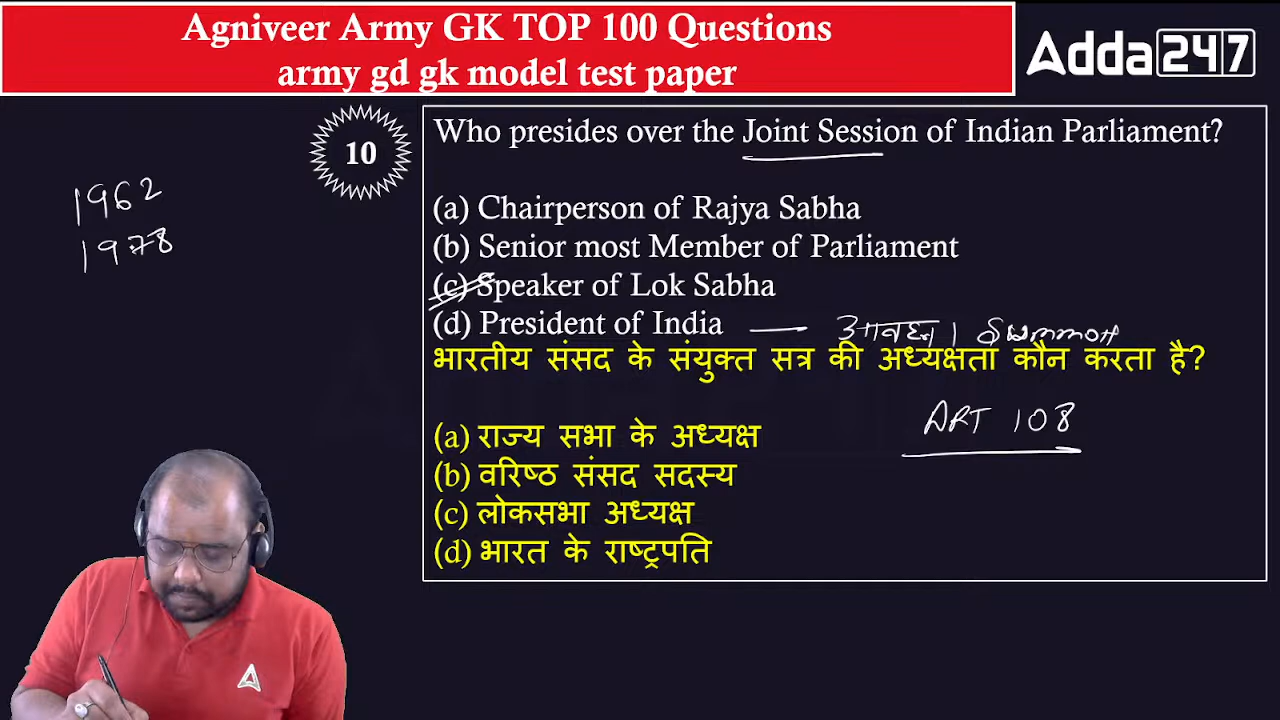 Agniveer Army GK TOP 100 Questions
army gd gk model test paper
Adda247
10
Who presides over the Joint Session of Indian Parliament?
(a) Chairperson of Rajya Sabha
(b) Senior most Member of Parliament
(c) Speaker of Lok Sabha
(d) President of India
भारतीय संसद के संयुक्त सत्र की अध्यक्षता कौन करता है?
(a) राज्य सभा के अध्यक्ष
(b) वरिष्ठ संसद सदस्य
(c) लोकसभा अध्यक्ष
(d) भारत के राष्ट्रपति
1962
1978
ART 108